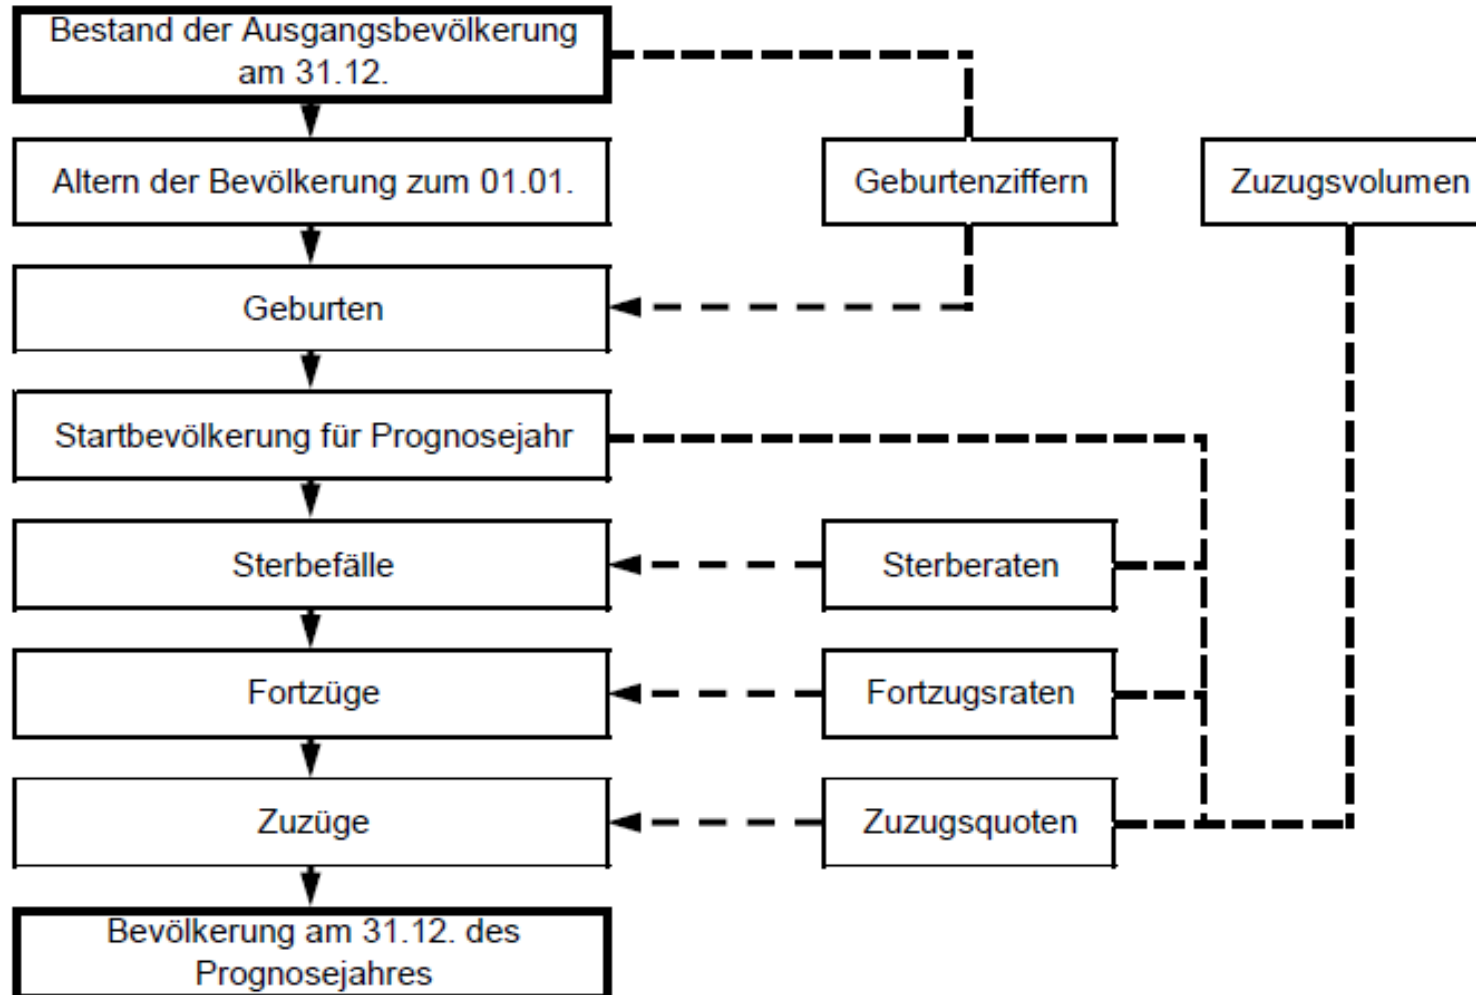 Bestand der Ausgangsbevölkerung
am 31.12.
Altern der Bevölkerung zum 01.01.
Geburtenziffern
Zuzugsvolumen
Geburten
Startbevölkerung für Prognosejahr
Sterbefälle
Sterberaten
Fortzüge
Fortzugsraten
Zuzüge
Zuzugsquoten
Bevölkerung am 31.12. des
Prognosejahres